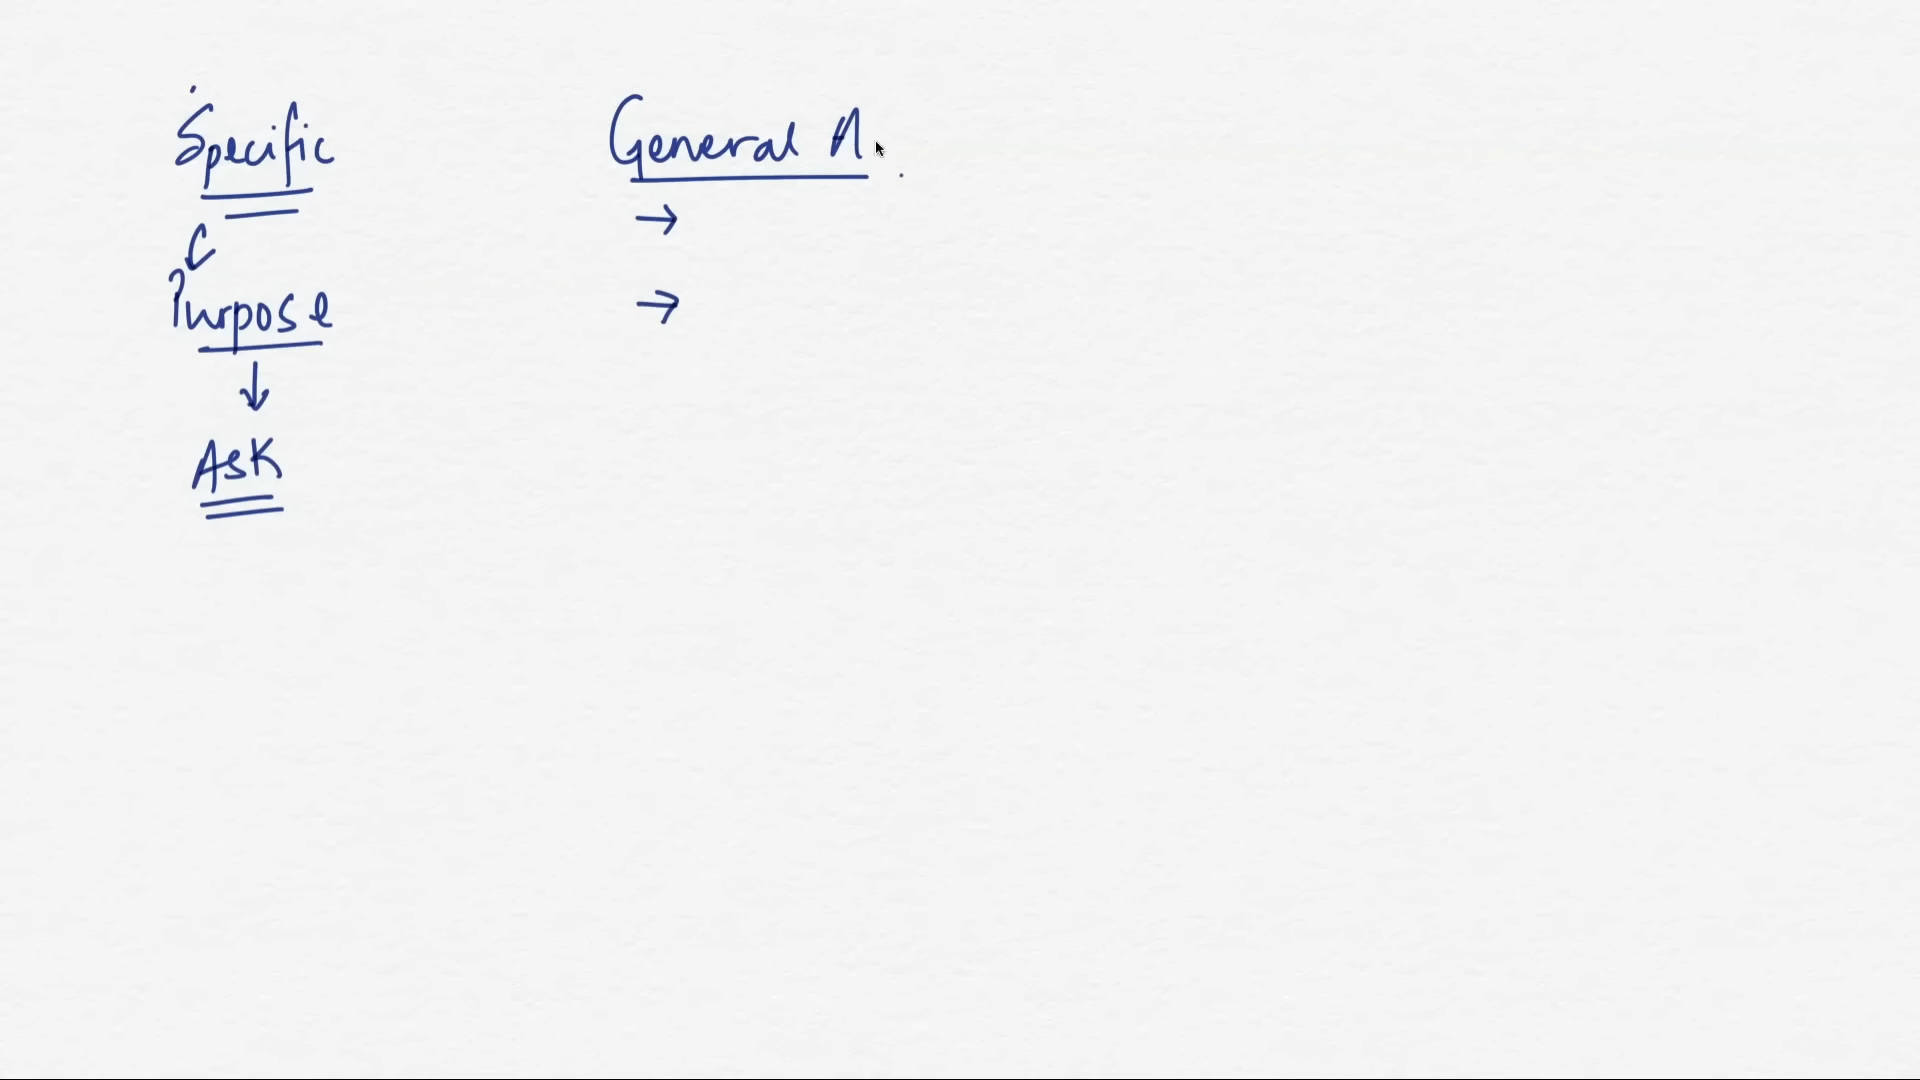 Specific
Purpose
↓
ASK
General A
→
→